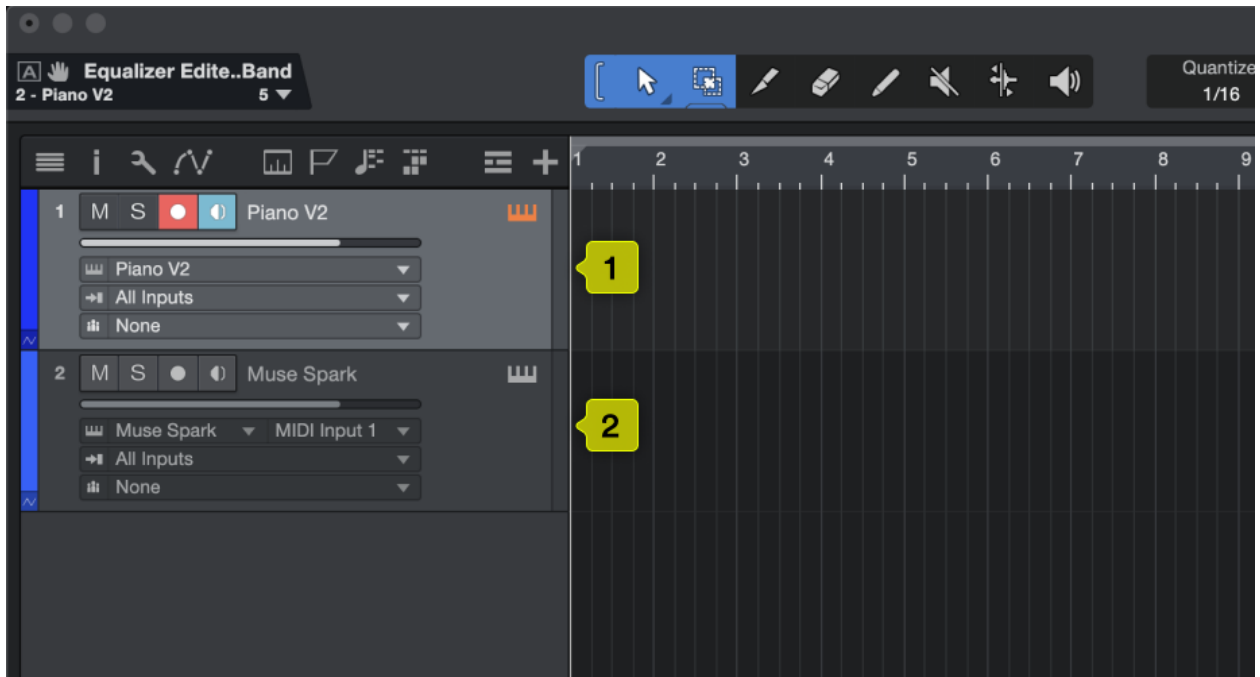 A Equalizer Edite..Band
2 - Piano V2 5
Quantize
1/16
1 2 3 4 5 6 7 8 9
1 M S Piano V2
Piano V2
All Inputs
None
1
2 M S Muse Spark
Muse Spark MIDI Input 1
All Inputs
None
2